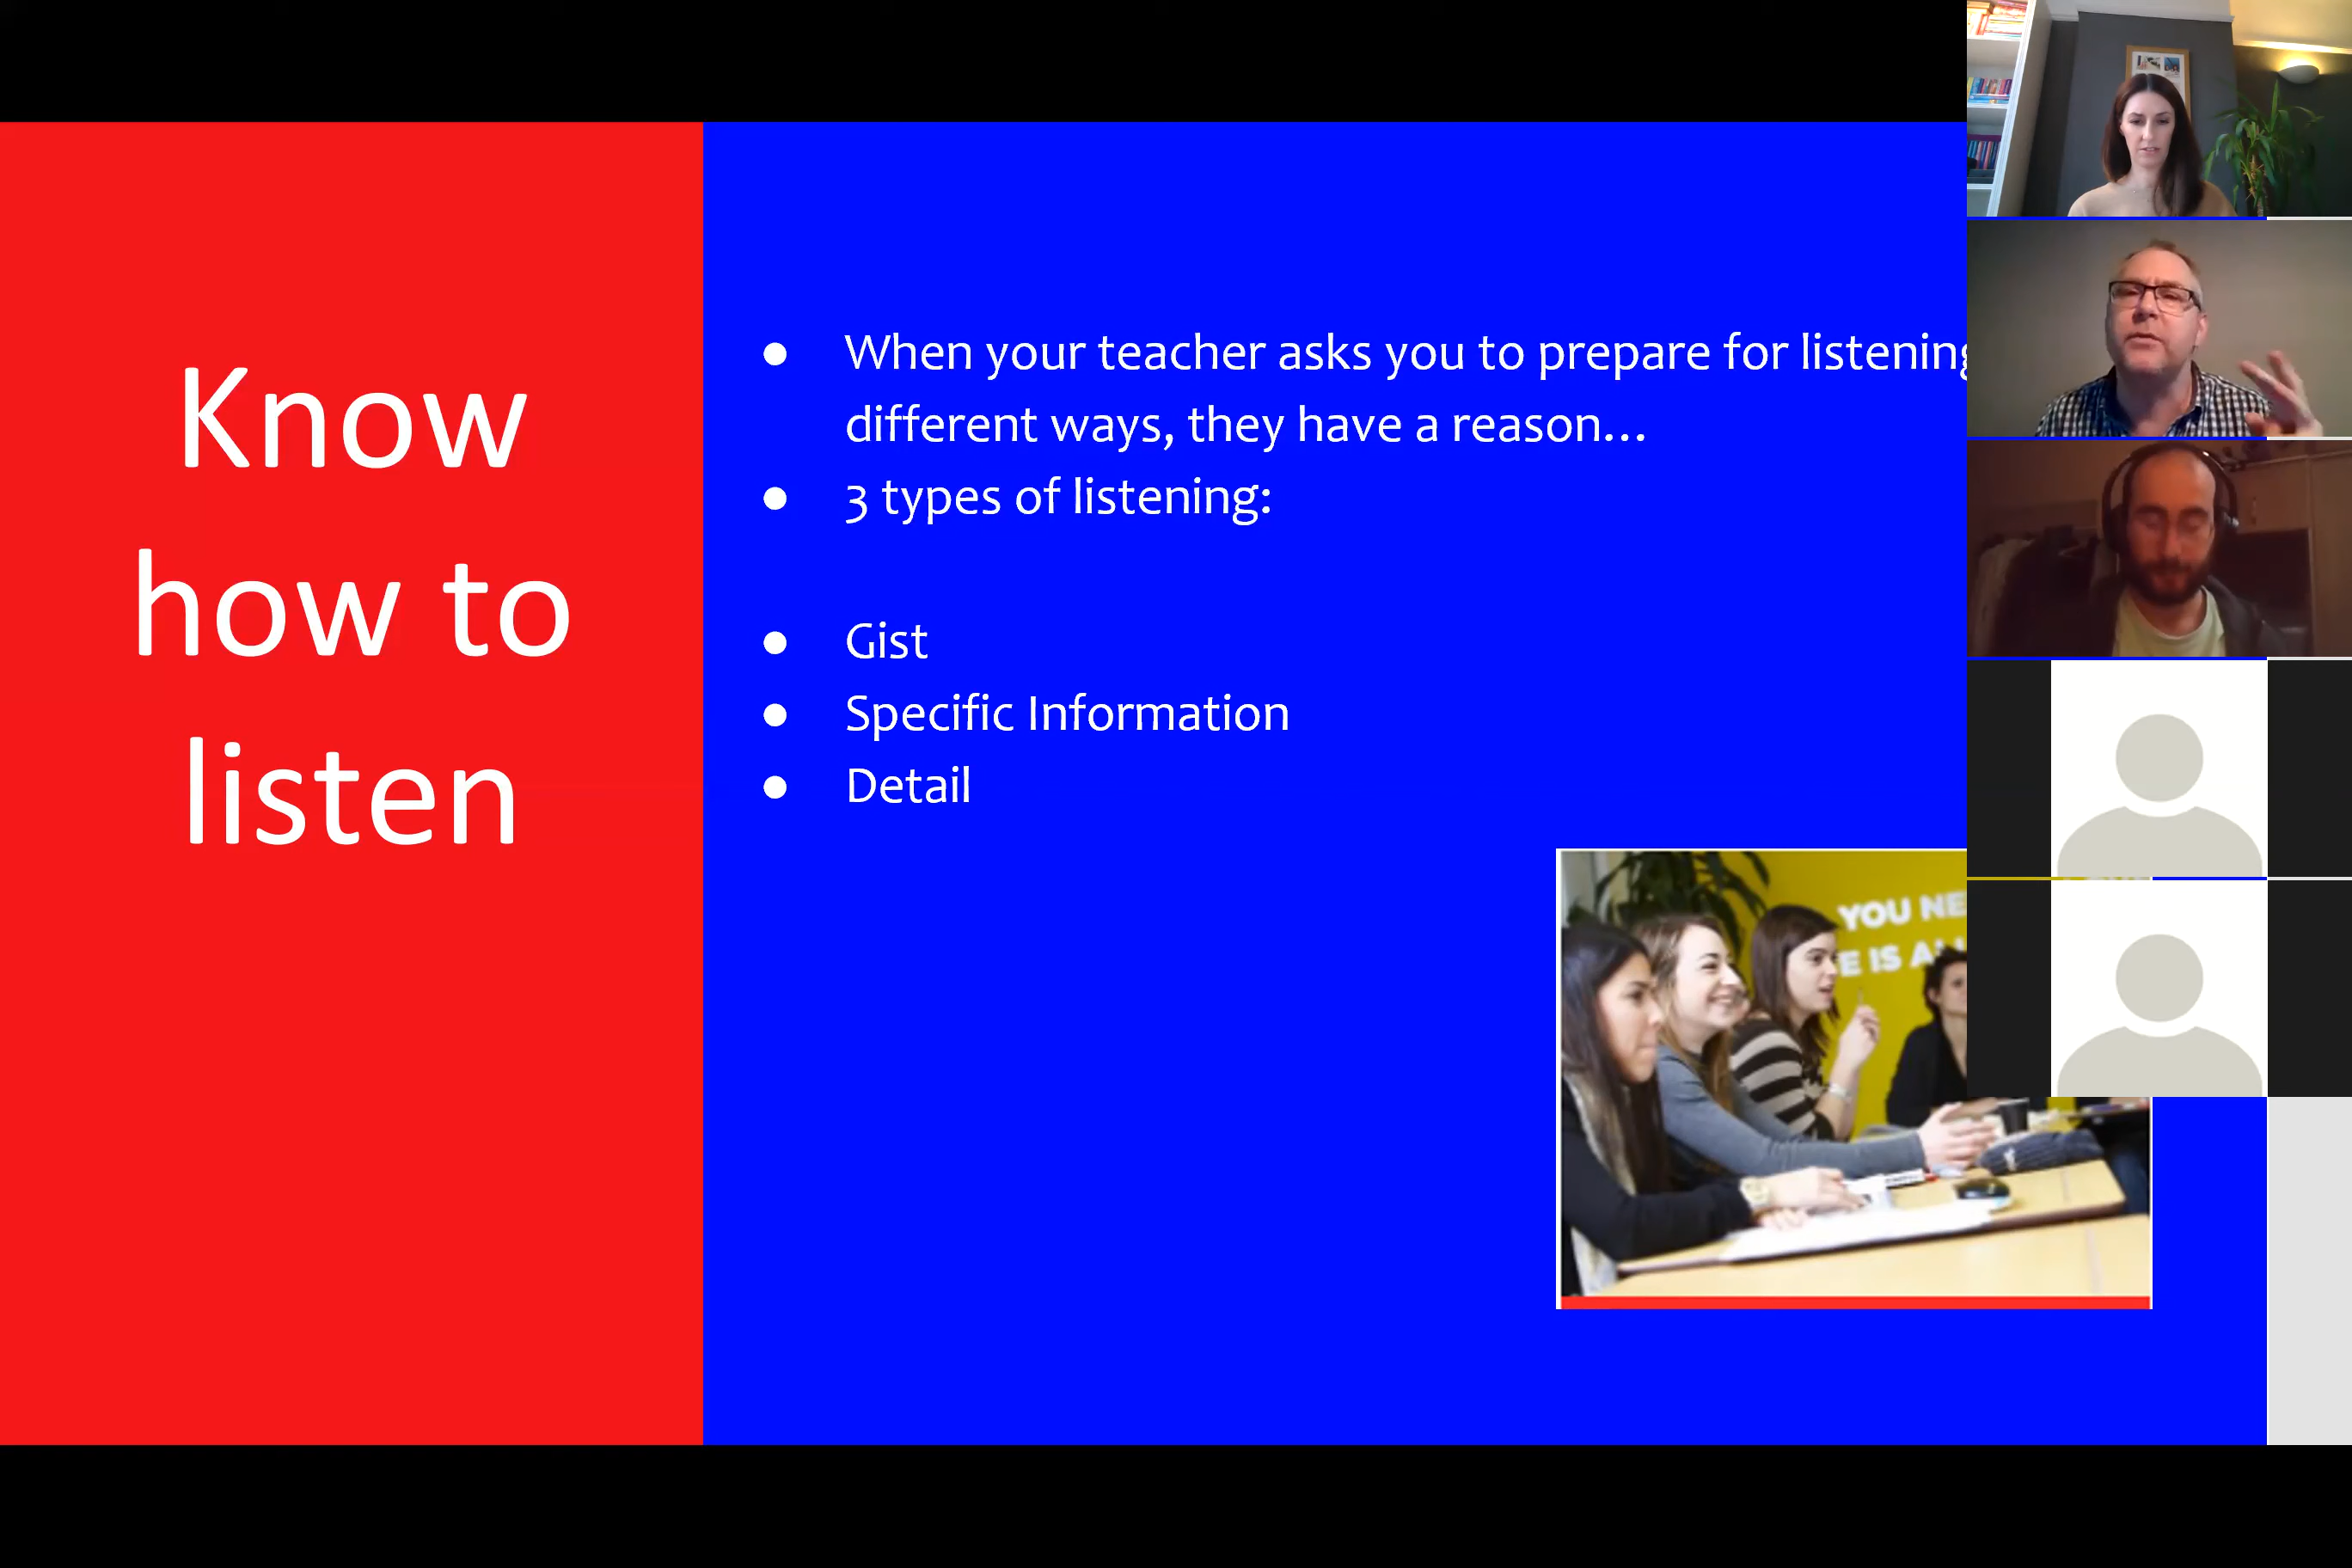 Know
how to
listen
● When your teacher asks you to prepare for listening
different ways, they have a reason...
● 3 types of listening:
● Gist
● Specific Information
● Detail
YOU NE
E IS A